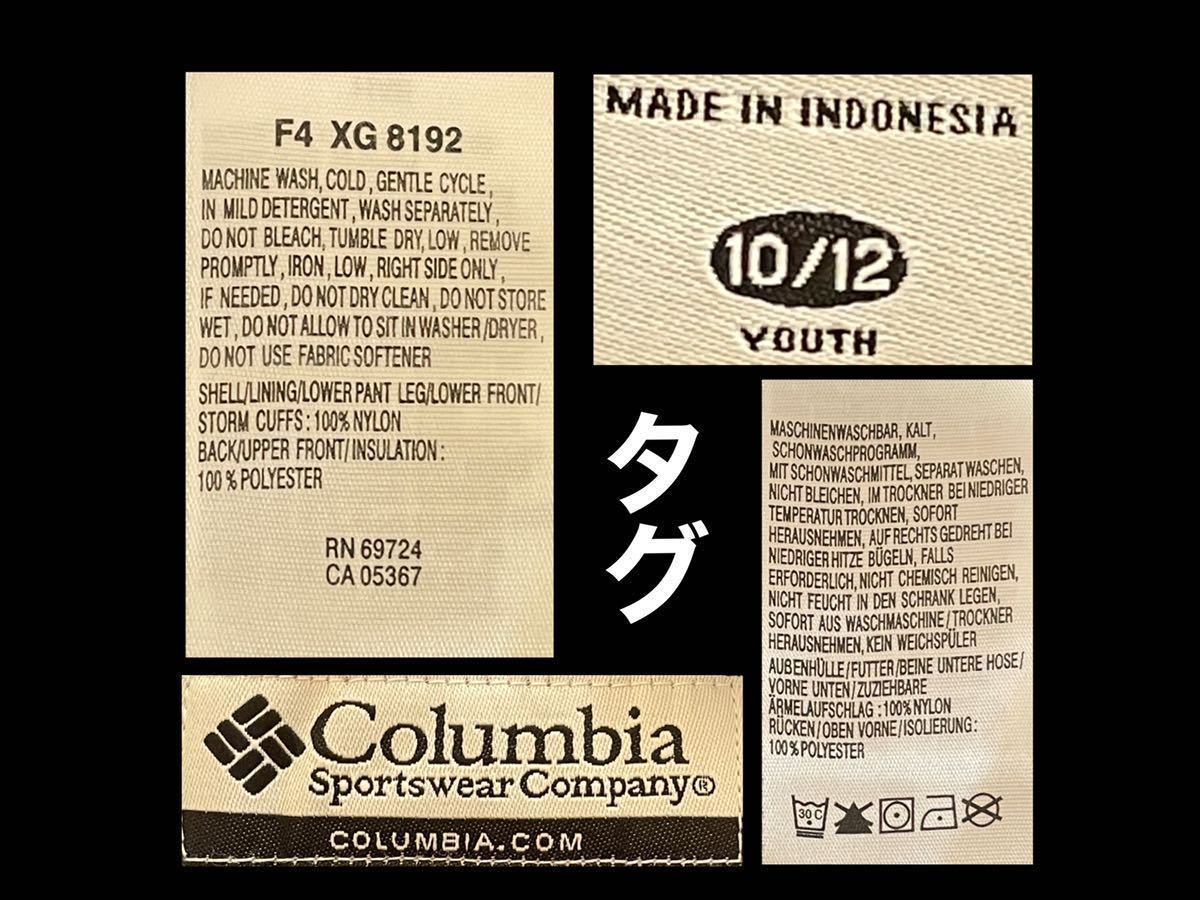 F4 XG 8192
MACHINE WASH, COLD, GENTLE CYCLE,
IN MILD DETERGENT, WASH SEPARATELY,
DO NOT BLEACH, TUMBLE DRY, LOW, REMOVE
PROMPTLY, IRON, LOW, RIGHT SIDE ONLY,
IF NEEDED, DO NOT DRY CLEAN, DO NOT STORE
WET, DO NOT ALLOW TO SIT IN WASHER/DRYER,
DO NOT USE FABRIC SOFTENER
SHELL/LINING/LOWER PANT LEG/LOWER FRONT/
STORM CUFFS: 100% NYLON
BACK/UPPER FRONT/INSULATION:
100% POLYESTER
RN 69724
CA 05367
MADE IN INDONESIA
10/12
YOUTH
タグ
MASCHINENWASCHBAR, KALT,
SCHONWASCHPROGRAMM,
MIT SCHONWASCHMITTEL, SEPARAT WASCHEN,
NICHT BLEICHEN, IM TROCKNER BEI NIEDRIGER
TEMPERATUR TROCKNEN, SOFORT
HERAUSNEHMEN, AUF RECHTS GEDREHT BEI
NIEDRIGER HITZE BÜGELN, FALLS
ERFORDERLICH, NICHT CHEMISCH REINIGEN,
NICHT FEUCHT IN DEN SCHRANK LEGEN,
SOFORT AUS WASCHMASCHINE/TROCKNER
HERAUSNEHMEN, KEIN WEICHSPÜLER
AUßENHÜLLE/FUTTER/BEINE UNTERE HOSE/
VORNE UNTEN/ZUZIEHBARE
ÄRMELAUFSCHLAG: 100% NYLON
RÜCKEN/OBEN VORNE/ISOLIERUNG:
100% POLYESTER
30 C
Columbia
Sportswear Company®
COLUMBIA.COM